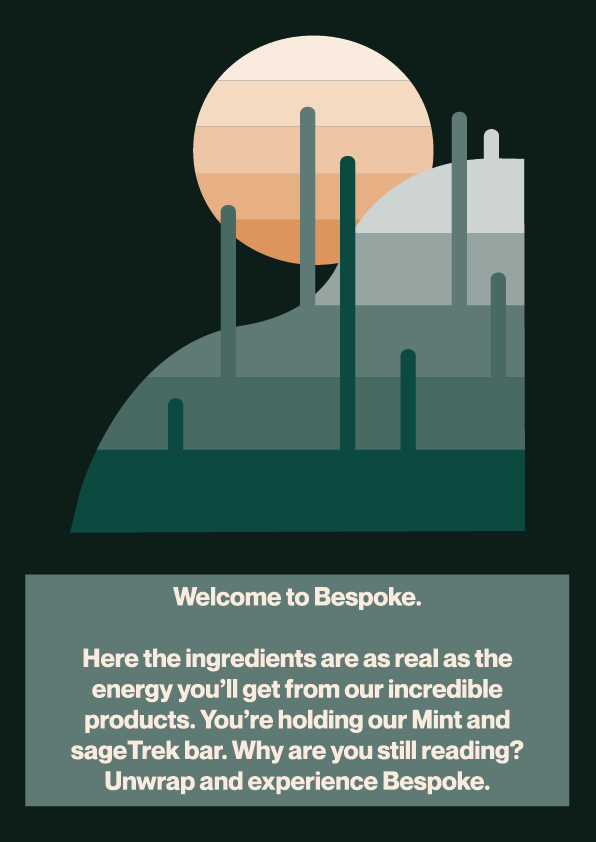 Welcome to Bespoke.
Here the ingredients are as real as the
energy you’ll get from our incredible
products. You’re holding our Mint and
sageTrek bar. Why are you still reading?
Unwrap and experience Bespoke.